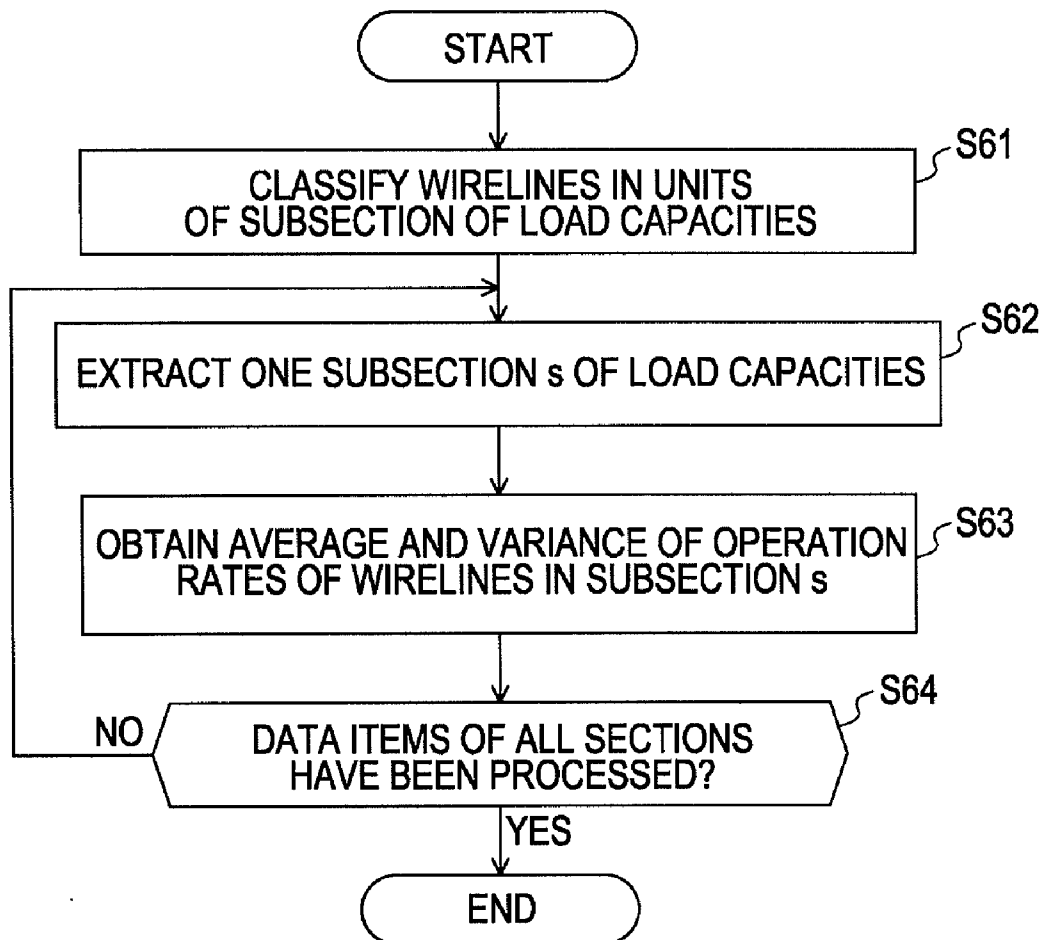 START
S61
CLASSIFY WIRELINES IN UNITS
OF SUBSECTION OF LOAD CAPACITIES
S62
EXTRACT ONE SUBSECTION s OF LOAD CAPACITIES
S63
OBTAIN AVERAGE AND VARIANCE OF OPERATION
RATES OF WIRELINES IN SUBSECTION s
S64
NO
DATA ITEMS OF ALL SECTIONS
HAVE BEEN PROCESSED?
YES
END